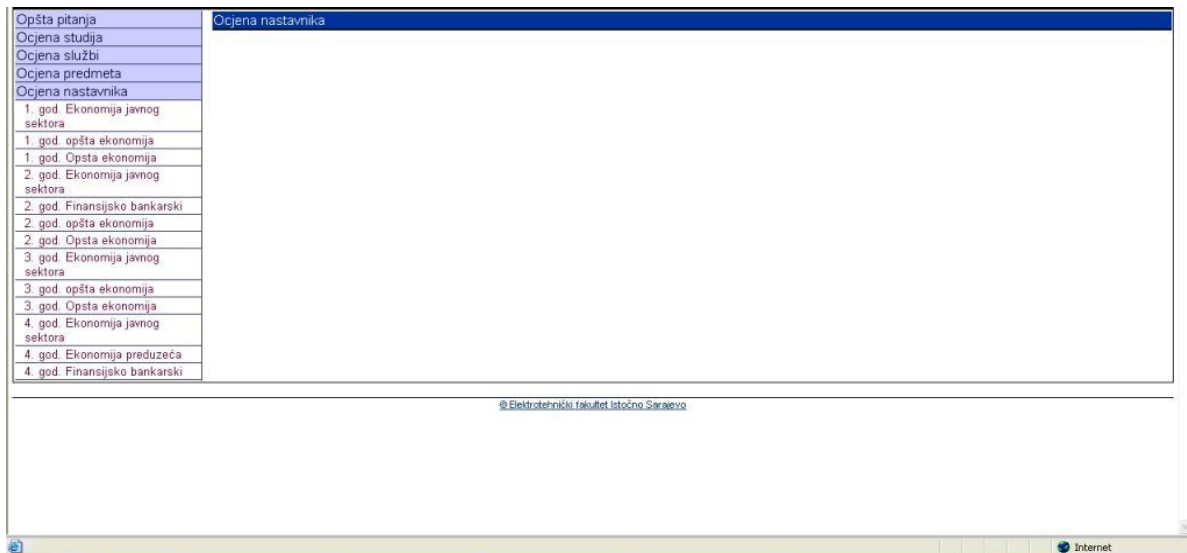 Opšta pitanja
Ocjena studija
Ocjena službi
Ocjena predmeta
Ocjena nastavnika
1. god. Ekonomija javnog
sektora
1. god. opšta ekonomija
1. god. Opsta ekonomija
2. god. Ekonomija javnog
sektora
2. god. Finansijsko bankarski
2. god. opšta ekonomija
2. god. Opsta ekonomija
3. god. Ekonomija javnog
sektora
3. god. opšta ekonomija
3. god. Opsta ekonomija
4. god. Ekonomija javnog
sektora
4. god. Ekonomija preduzeća
4. god. Finansijsko bankarski
Ocjena nastavnika
© Elektrotehnički fakultet Istočno Sarajevo
Internet